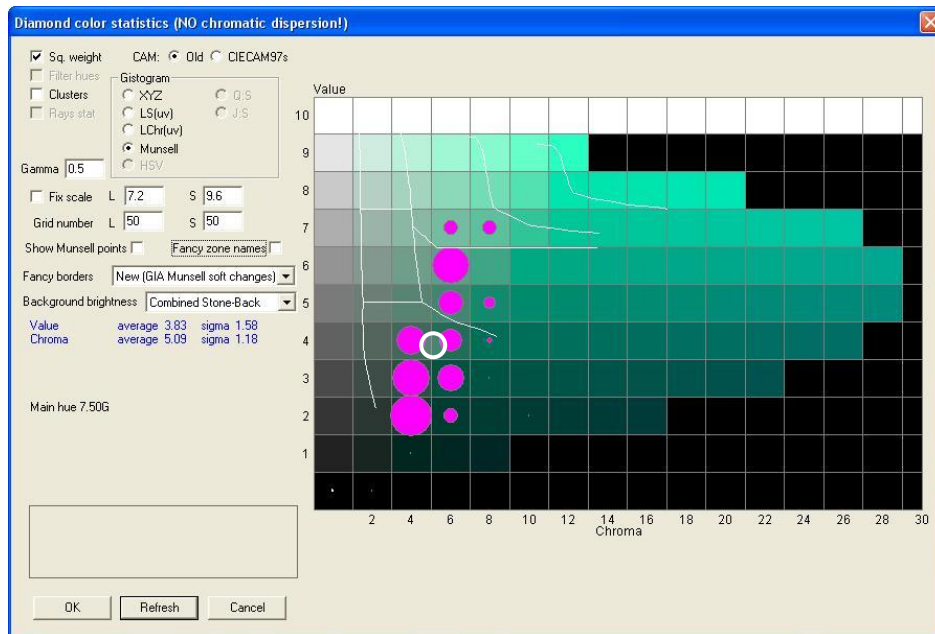 Diamond color statistics (NO chromatic dispersion!)
Sq. weight CAM: Old CIECAM97s
Filter hues
Clusters
Rays stat
Gistogram
XYZ Q:S
LS(uv) J:S
LChr(uv)
Munsell
HSV
Gamma 0.5
Fix scale L 7.2 S 9.6
Grid number L 50 S 50
Show Munsell points Fancy zone names
Fancy borders New (GIA Munsell soft changes)
Background brightness Combined Stone-Back
Value average 3.83 sigma 1.58
Chroma average 5.09 sigma 1.18
Main hue 7.50G
OK Refresh Cancel
Value
10
9
8
7
6
5
4
3
2
1
2 4 6 8 10 12 14 16 18 20 22 24 26 28 30
Chroma